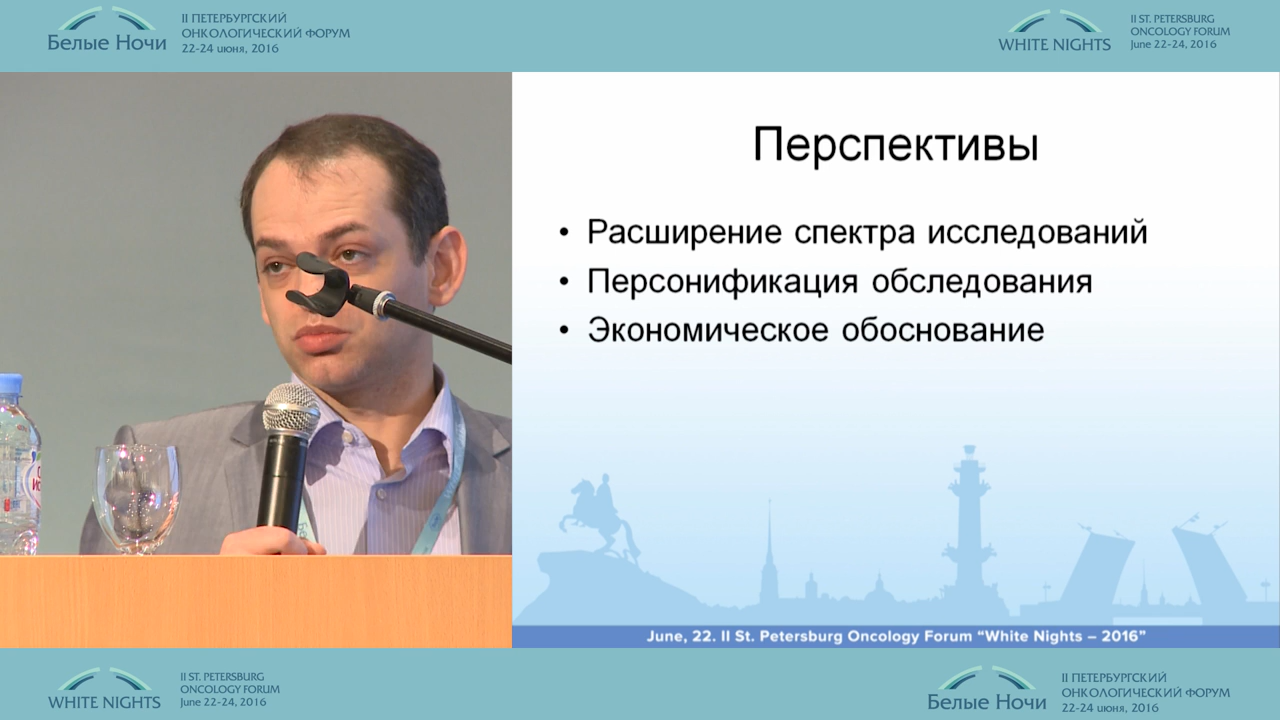 Белые Ночи
II ПЕТЕРБУРГСКИЙ
ОНКОЛОГИЧЕСКИЙ ФОРУМ
22-24 июня, 2016
WHITE NIGHTS
II ST. PETERSBURG
ONCOLOGY FORUM
June 22-24, 2016
Перспективы
• Расширение спектра исследований
• Персонификация обследования
• Экономическое обоснование
June, 22. II St. Petersburg Oncology Forum “White Nights – 2016”
WHITE NIGHTS
II ST. PETERSBURG
ONCOLOGY FORUM
June 22-24, 2016
Белые Ночи
II ПЕТЕРБУРГСКИЙ
ОНКОЛОГИЧЕСКИЙ ФОРУМ
22-24 июня, 2016